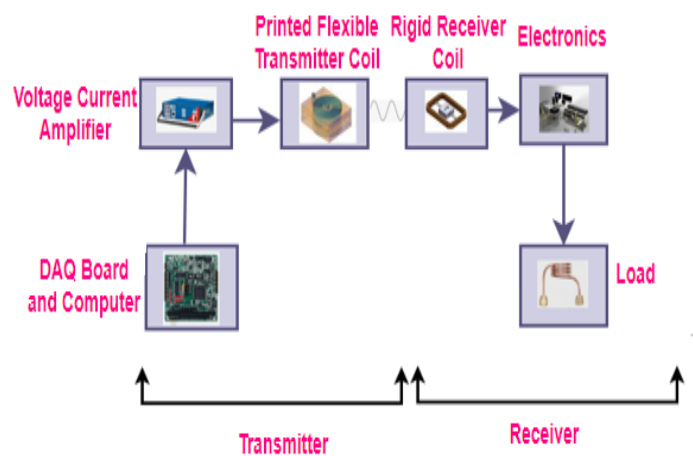 Printed Flexible
Transmitter Coil
Rigid Receiver
Coil
Electronics
Voltage Current
Amplifier
DAQ Board
and Computer
Load
Transmitter
Receiver